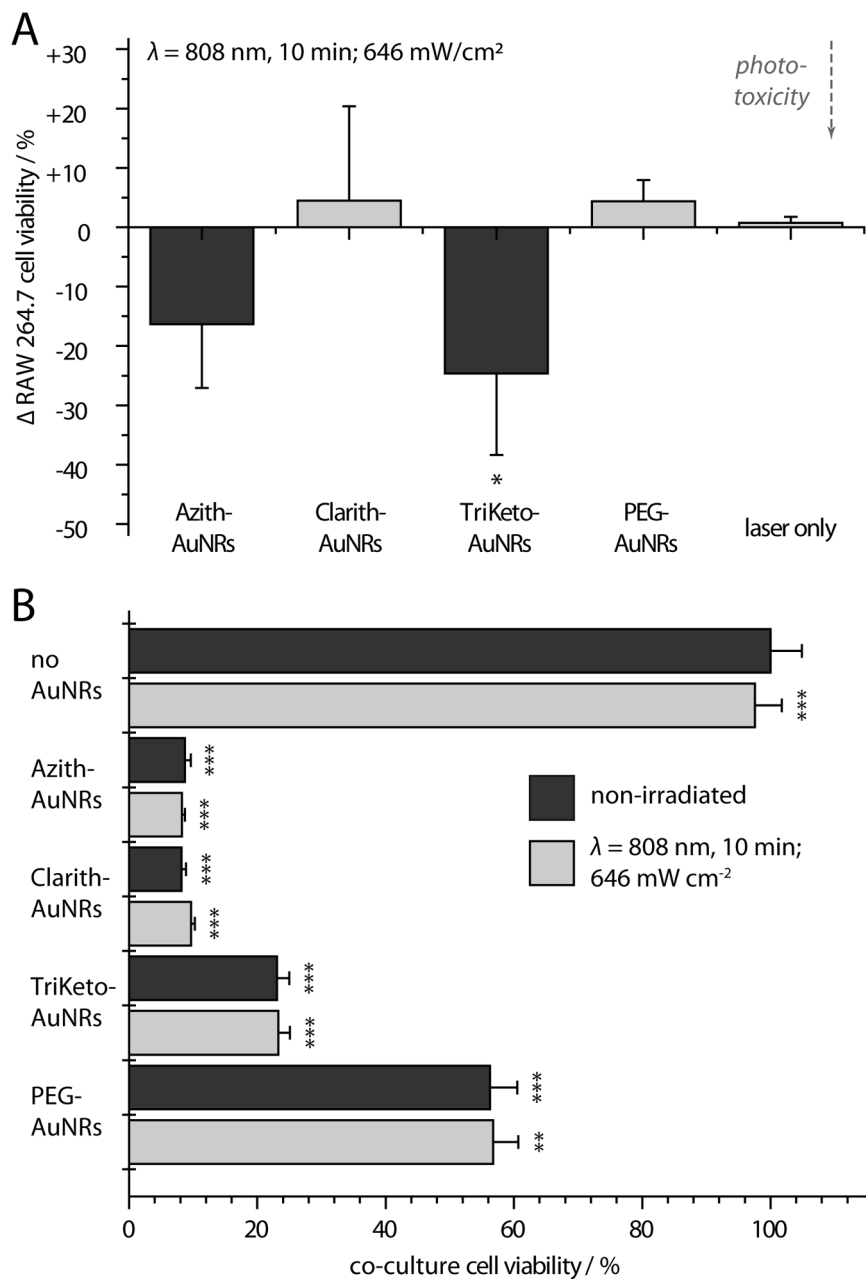 A
λ = 808 nm, 10 min; 646 mW/cm²
photo-
toxicity
Δ RAW 264.7 cell viability / %
+30
+20
+10
0
-10
-20
-30
-40
-50
*
Azith-
AuNRs
Clarith-
AuNRs
TriKeto-
AuNRs
PEG-
AuNRs
laser only
B
no
AuNRs
***
Azith-
AuNRs
***
***
Clarith-
AuNRs
***
***
TriKeto-
AuNRs
***
***
PEG-
AuNRs
***
**
non-irradiated
λ = 808 nm, 10 min;
646 mW cm⁻²
0 20 40 60 80 100
co-culture cell viability / %